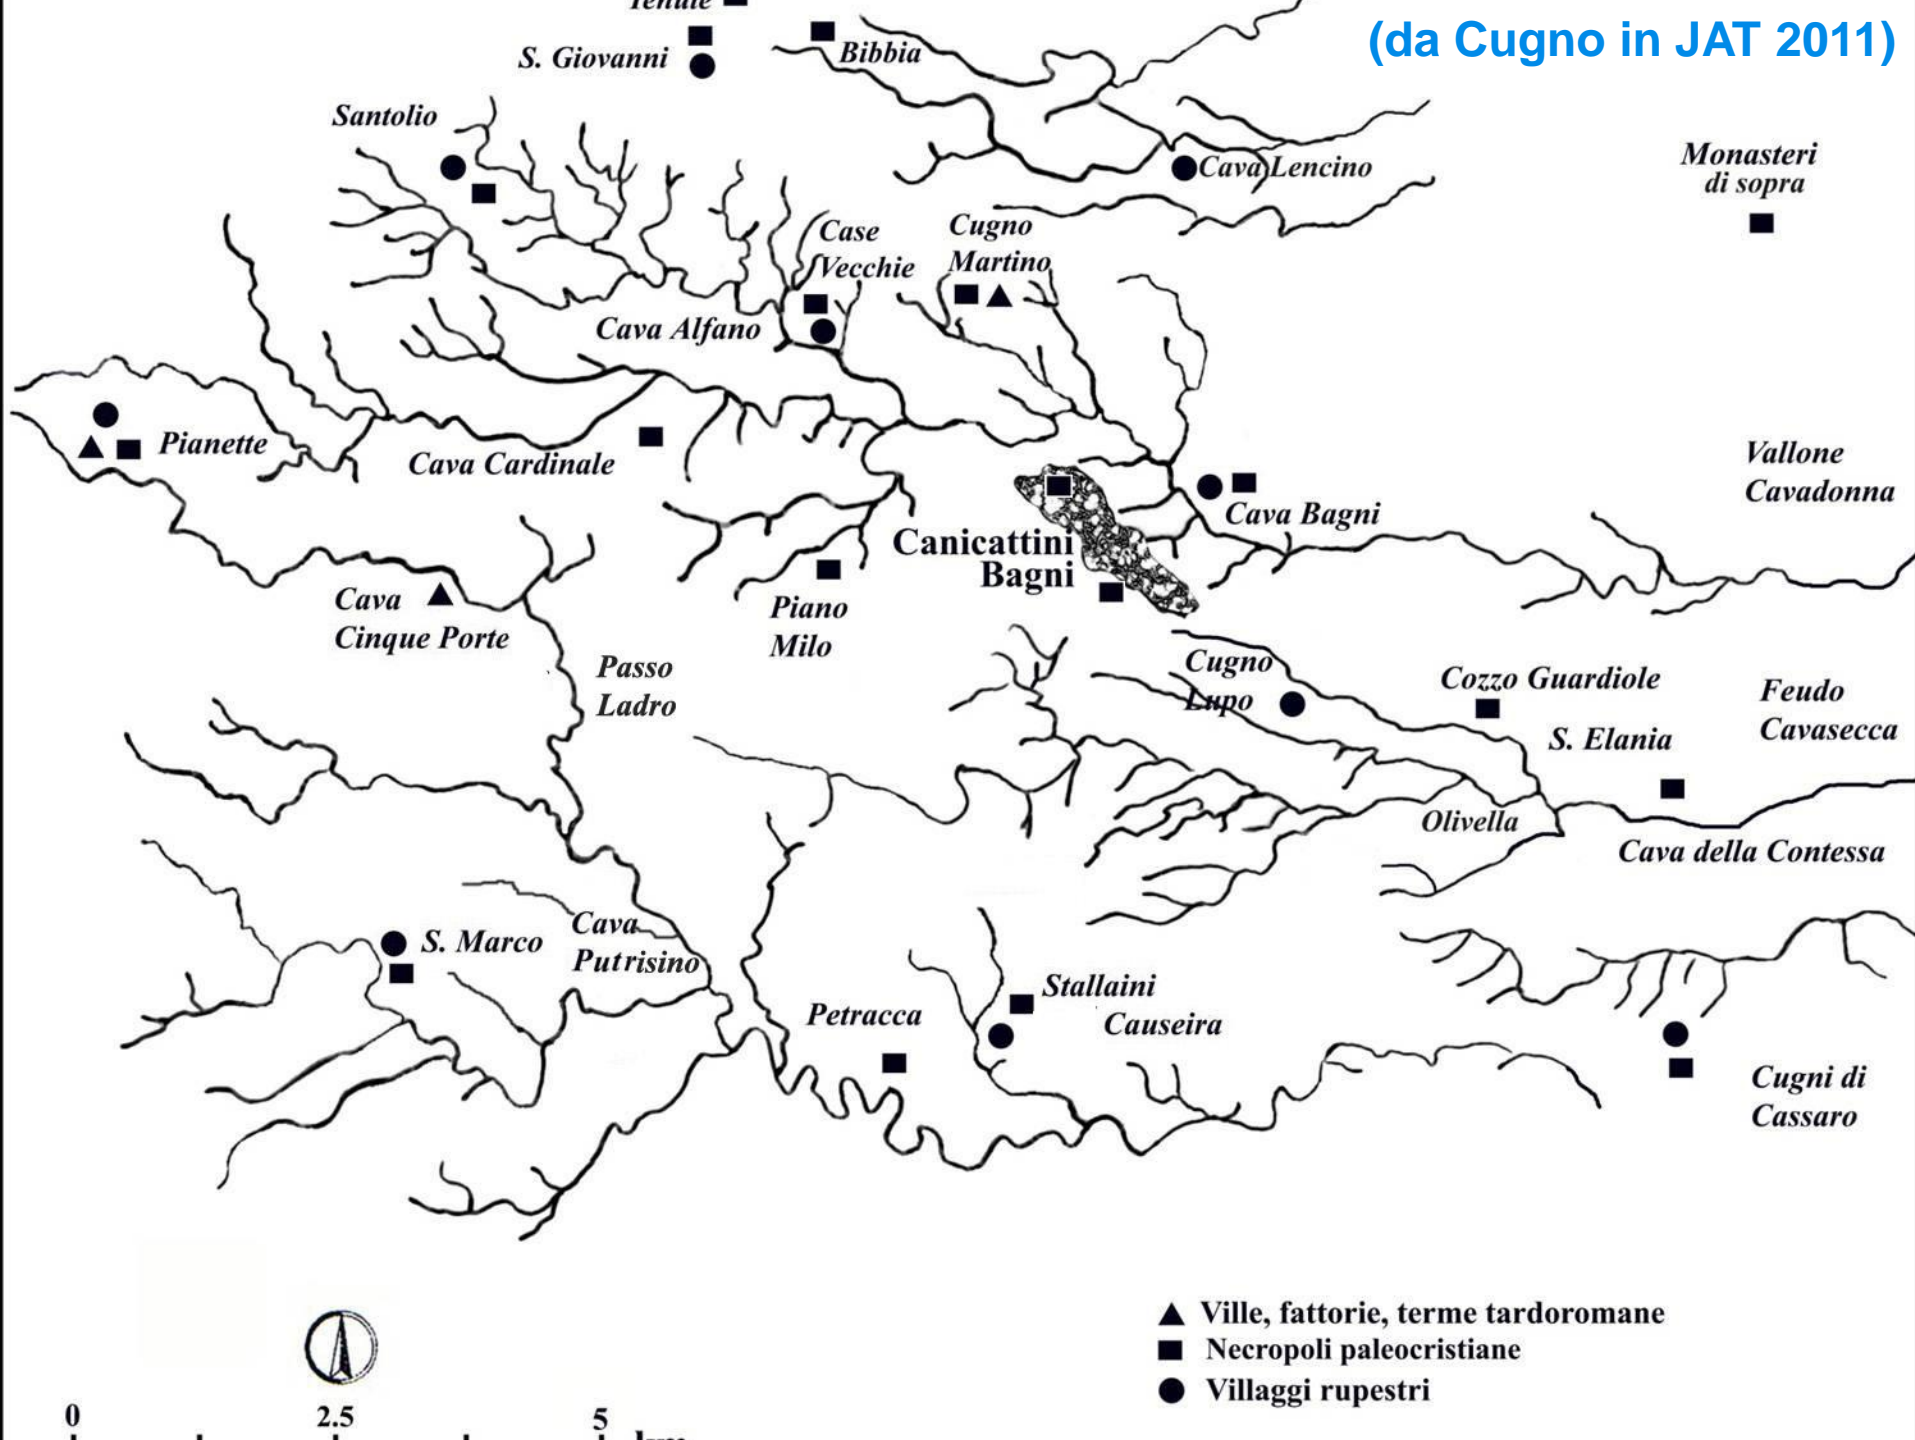 Tenute
(da Cugno in JAT 2011)
S. Giovanni
Bibbia
Santolio
Cava Lencino
Monasteri
di sopra
Case
Vecchie
Cugno
Martino
Cava Alfano
Pianette
Cava Cardinale
Vallone
Cavadonna
Cava Bagni
Canicattini
Bagni
Cava
Cinque Porte
Piano
Milo
Passo
Ladro
Cugno
Lupo
Cozzo Guardiole
Feudo
Cavasecca
S. Elania
Olivella
Cava della Contessa
Cava
Putrisino
S. Marco
Stallaini
Causeira
Petracca
Cugni di
Cassaro
Ville, fattorie, terme tardoromane
Necropoli paleocristiane
Villaggi rupestri
0 2.5 5 km